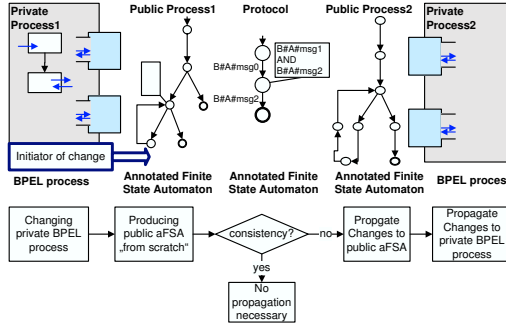 Private
Process1
Public Process1
Protocol
Public Process2
Private
Process2
B#A#msg0
B#A#msg1
AND
B#A#msg2
B#A#msg2
Initiator of change
BPEL process
Annotated Finite
State Automaton
Annotated Finite
State Automaton
Annotated Finite
State Automaton
BPEL process
Changing
private BPEL
process
Producing
public aFSA
„from scratch“
consistency?
no
Propgate
Changes to
public aFSA
Propagate
Changes to
private BPEL
process
yes
No
propagation
necessary